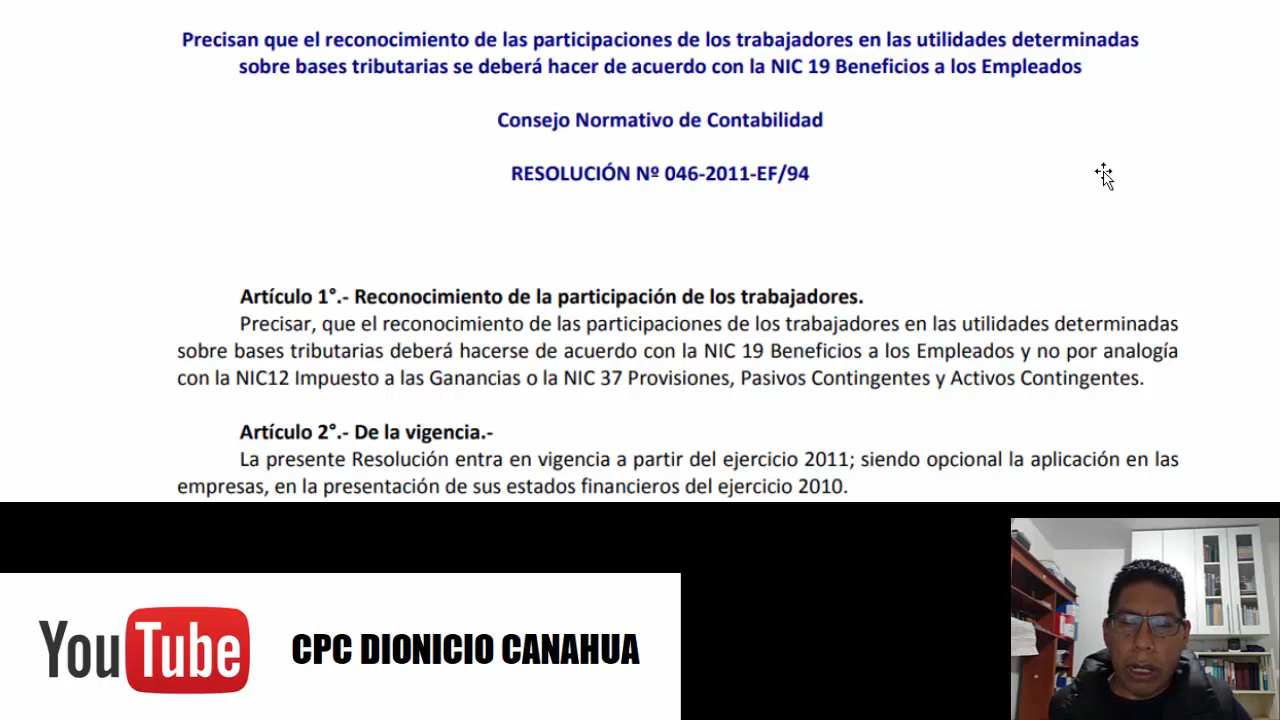 Precisan que el reconocimiento de las participaciones de los trabajadores en las utilidades determinadas
sobre bases tributarias se deberá hacer de acuerdo con la NIC 19 Beneficios a los Empleados
Consejo Normativo de Contabilidad
RESOLUCIÓN Nº 046-2011-EF/94
Artículo 1°.- Reconocimiento de la participación de los trabajadores.
Precisar, que el reconocimiento de las participaciones de los trabajadores en las utilidades determinadas
sobre bases tributarias deberá hacerse de acuerdo con la NIC 19 Beneficios a los Empleados y no por analogía
con la NIC12 Impuesto a las Ganancias o la NIC 37 Provisiones, Pasivos Contingentes y Activos Contingentes.
Artículo 2°.- De la vigencia.-
La presente Resolución entra en vigencia a partir del ejercicio 2011; siendo opcional la aplicación en las
empresas, en la presentación de sus estados financieros del ejercicio 2010.
YouTube CPC DIONICIO CANAHUA